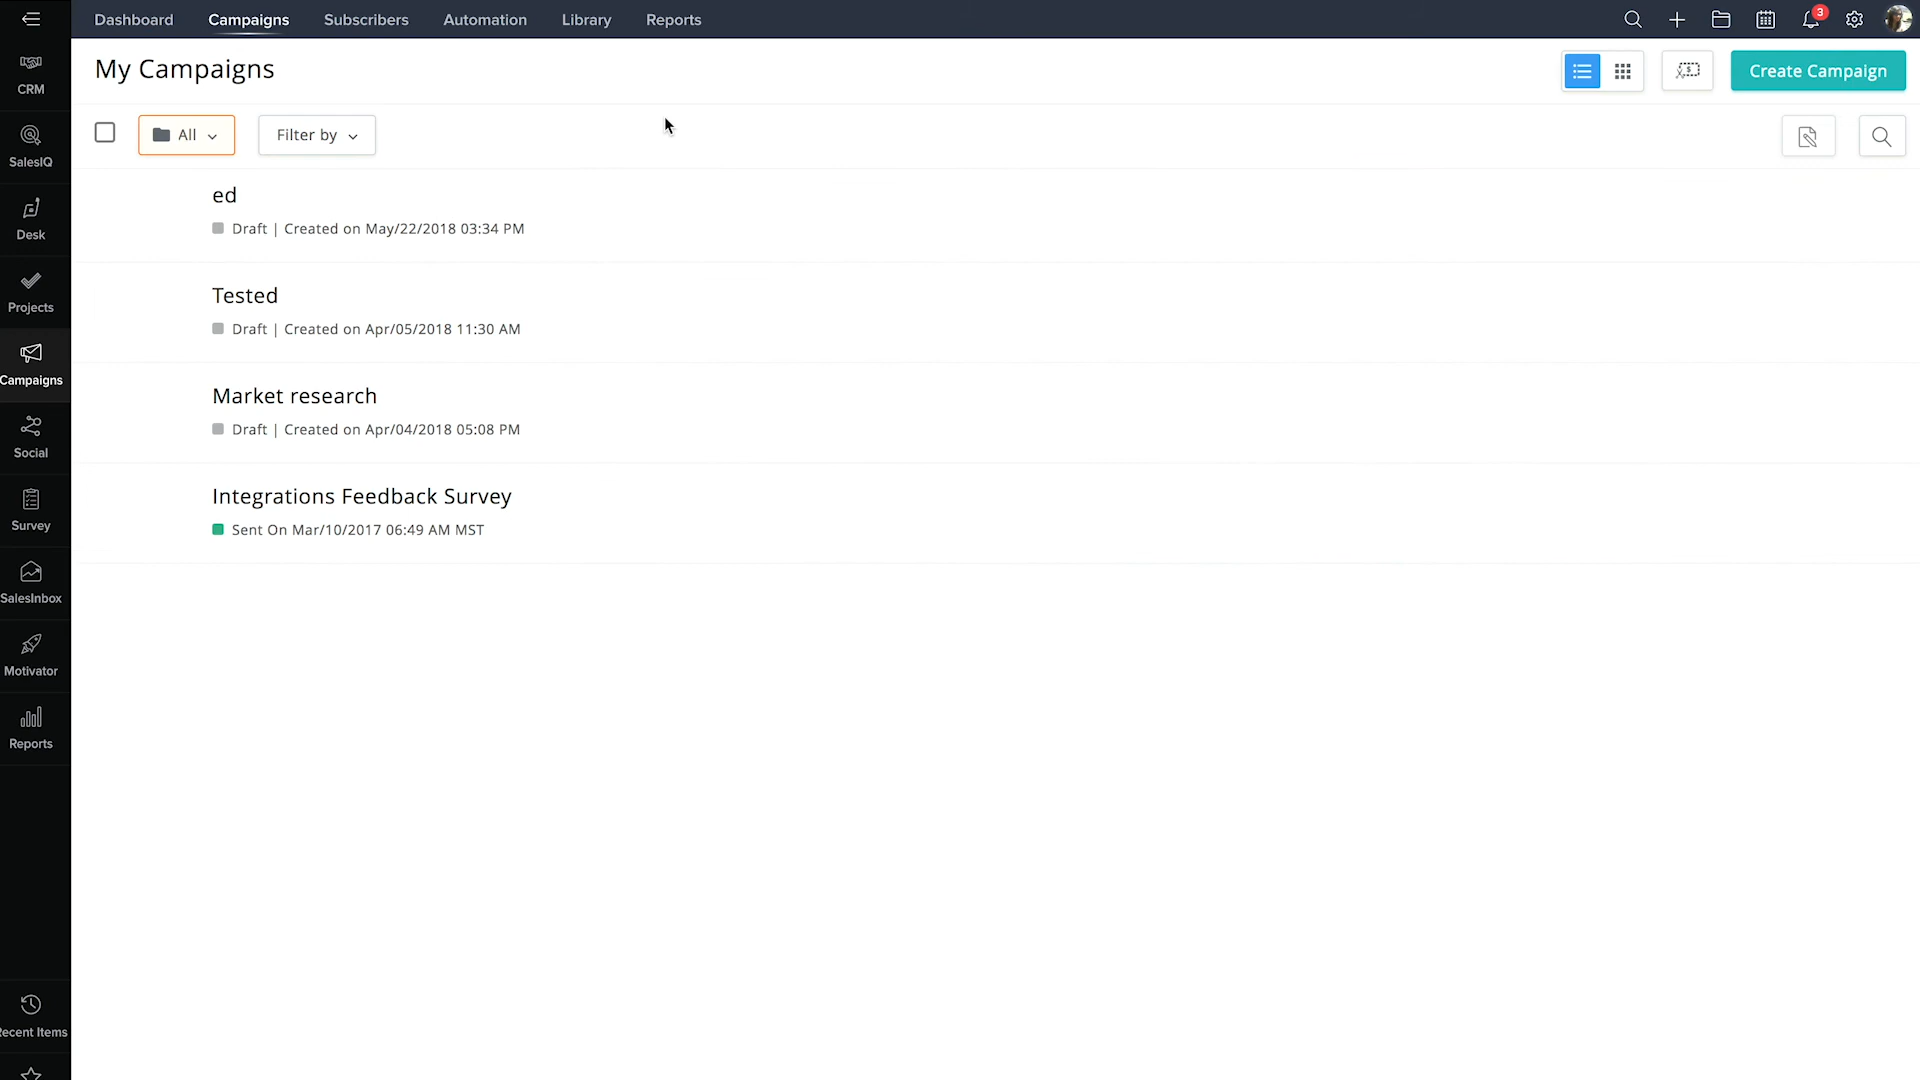 Dashboard Campaigns Subscribers Automation Library Reports 3
CRM
SalesIQ
Desk
Projects
Campaigns
Social
Survey
SalesInbox
Motivator
Reports
Recent Items
My Campaigns
Create Campaign
All Filter by
ed
Draft | Created on May/22/2018 03:34 PM
Tested
Draft | Created on Apr/05/2018 11:30 AM
Market research
Draft | Created on Apr/04/2018 05:08 PM
Integrations Feedback Survey
Sent On Mar/10/2017 06:49 AM MST